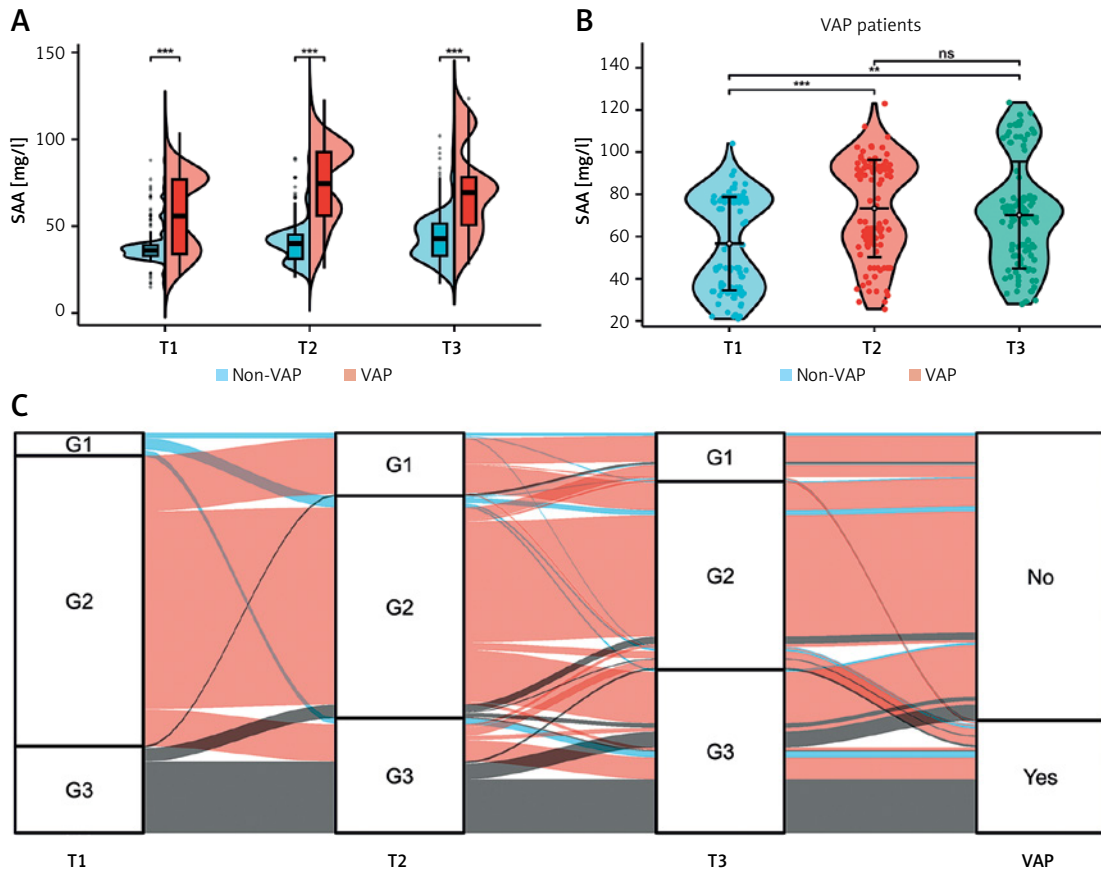 A
SAA [mg/l]
150
100
50
0
***
***
***
T1
T2
T3
Non-VAP
VAP
B
VAP patients
SAA [mg/l]
140
120
100
80
60
40
20
ns
**
***
T1
T2
T3
Non-VAP
VAP
C
G1
G2
G3
G1
G2
G3
G1
G2
G3
No
Yes
T1
T2
T3
VAP